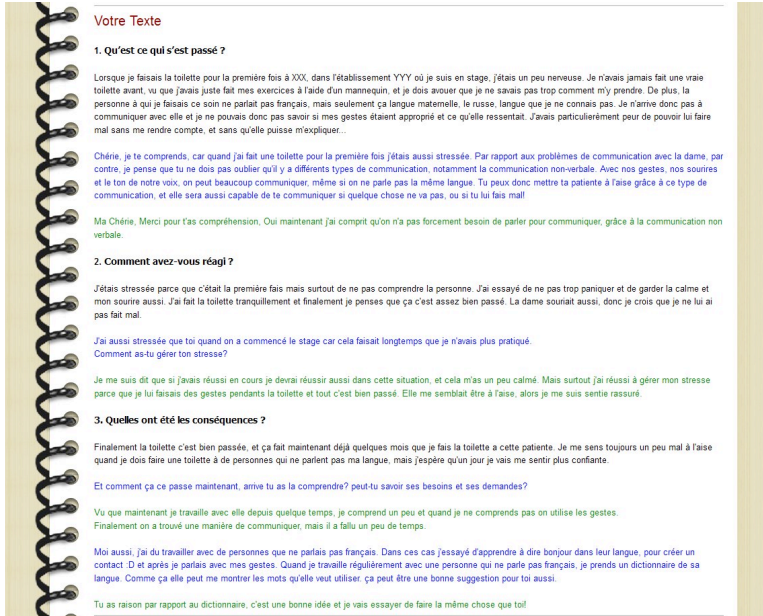 Votre Texte
1. Qu'est ce qui s'est passé ?
Lorsque je faisais la toilette pour la première fois à XXX, dans l'établissement YYY où je suis en stage, j'étais un peu nerveuse. Je n'avais jamais fait une vraie
toilette avant, vu que j'avais juste fait mes exercices à l'aide d'un mannequin, et je dois avouer que je ne savais pas trop comment m'y prendre. De plus, la
personne à qui je faisais ce soin ne parlait pas français, mais seulement ça langue maternelle, le russe, langue que je ne connais pas. Je n'arrive donc pas à
communiquer avec elle et je ne pouvais donc pas savoir si mes gestes étaient approprié et ce qu'elle ressentait. J'avais particulièrement peur de pouvoir lui faire
mal sans me rendre compte, et sans qu'elle puisse m'expliquer...
Chérie, je te comprends, car quand j'ai fait une toilette pour la première fois j'étais aussi stressée. Par rapport aux problèmes de communication avec la dame, par
contre, je pense que tu ne dois pas oublier qu'il y a différents types de communication, notamment la communication non-verbale. Avec nos gestes, nos sourires
et le ton de notre voix, on peut beaucoup communiquer, même si on ne parle pas la même langue. Tu peux donc mettre ta patiente à l'aise grâce à ce type de
communication, et elle sera aussi capable de te communiquer si quelque chose ne va pas, ou si tu lui fais mal!
Ma Chérie, Merci pour t'as compréhension, Oui maintenant j'ai comprit qu'on n'a pas forcement besoin de parler pour communiquer, grâce à la communication non
verbale.
2. Comment avez-vous réagi ?
J'étais stressée parce que c'était la première fais mais surtout de ne pas comprendre la personne. J'ai essayé de ne pas trop paniquer et de garder la calme et
mon sourire aussi. J'ai fait la toilette tranquillement et finalement je penses que ça c'est assez bien passé. La dame souriait aussi, donc je crois que je ne lui ai
pas fait mal.
J'ai aussi stressée que toi quand on a commencé le stage car cela faisait longtemps que je n'avais plus pratiqué.
Comment as-tu gérer ton stresse?
Je me suis dit que si j'avais réussi en cours je devrai réussir aussi dans cette situation, et cela m'as un peu calmé. Mais surtout j'ai réussi à gérer mon stresse
parce que je lui faisais des gestes pendants la toilette et tout c'est bien passé. Elle me semblait être à l'aise, alors je me suis sentie rassuré.
3. Quelles ont été les conséquences ?
Finalement la toilette c'est bien passée, et ça fait maintenant déjà quelques mois que je fais la toilette a cette patiente. Je me sens toujours un peu mal à l'aise
quand je dois faire une toilette à de personnes qui ne parlent pas ma langue, mais j'espère qu'un jour je vais me sentir plus confiante.
Et comment ça ce passe maintenant, arrive tu as la comprendre? peut-tu savoir ses besoins et ses demandes?
Vu que maintenant je travaille avec elle depuis quelque temps, je comprend un peu et quand je ne comprends pas on utilise les gestes.
Finalement on a trouvé une manière de communiquer, mais il a fallu un peu de temps.
Moi aussi, j'ai du travailler avec de personnes que ne parlais pas français. Dans ces cas j'essayé d'apprendre à dire bonjour dans leur langue, pour créer un
contact :D et après je parlais avec mes gestes. Quand je travaille régulièrement avec une personne qui ne parle pas français, je prends un dictionnaire de sa
langue. Comme ça elle peut me montrer les mots qu'elle veut utiliser. ça peut être une bonne suggestion pour toi aussi.
Tu as raison par rapport au dictionnaire, c'est une bonne idée et je vais essayer de faire la même chose que toi!